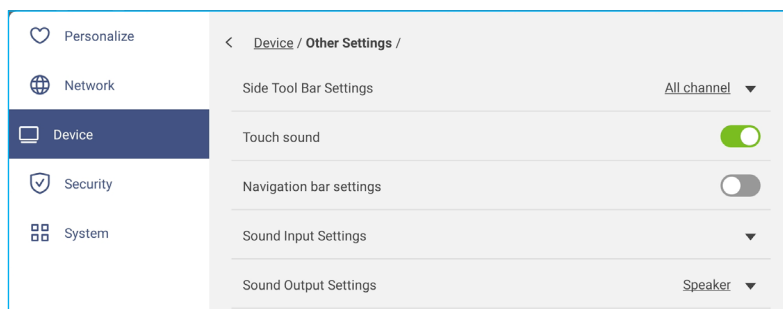 Personalize
Network
Device
Security
System
Device / Other Settings /
Side Tool Bar Settings All channel
Touch sound
Navigation bar settings
Sound Input Settings
Sound Output Settings Speaker